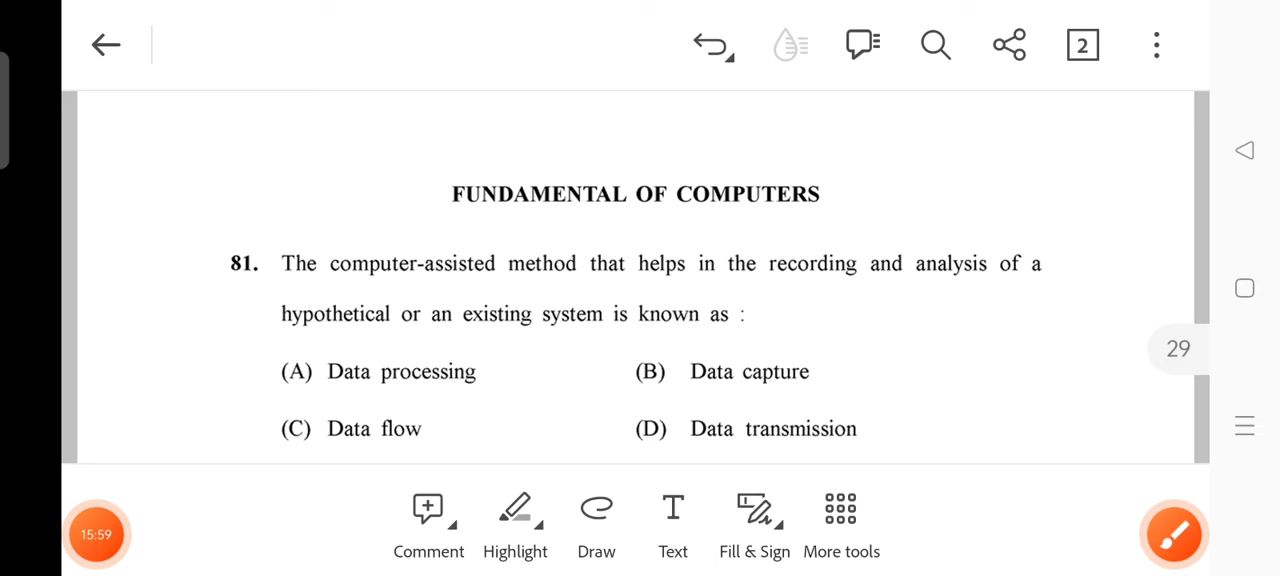 2
FUNDAMENTAL OF COMPUTERS
81. The computer-assisted method that helps in the recording and analysis of a
hypothetical or an existing system is known as :
29
(A) Data processing (B) Data capture
(C) Data flow (D) Data transmission
15:59
Comment Highlight Draw Text Fill & Sign More tools